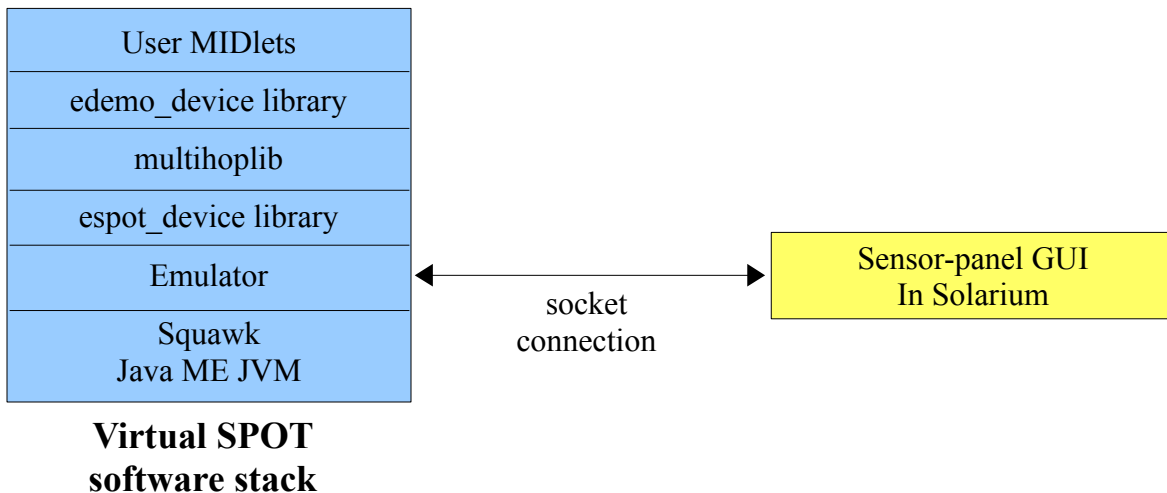 User MIDlets
edemo_device library
multihoplib
espot_device library
Emulator
Squawk
Java ME JVM
Virtual SPOT
software stack
socket
connection
Sensor-panel GUI
In Solarium